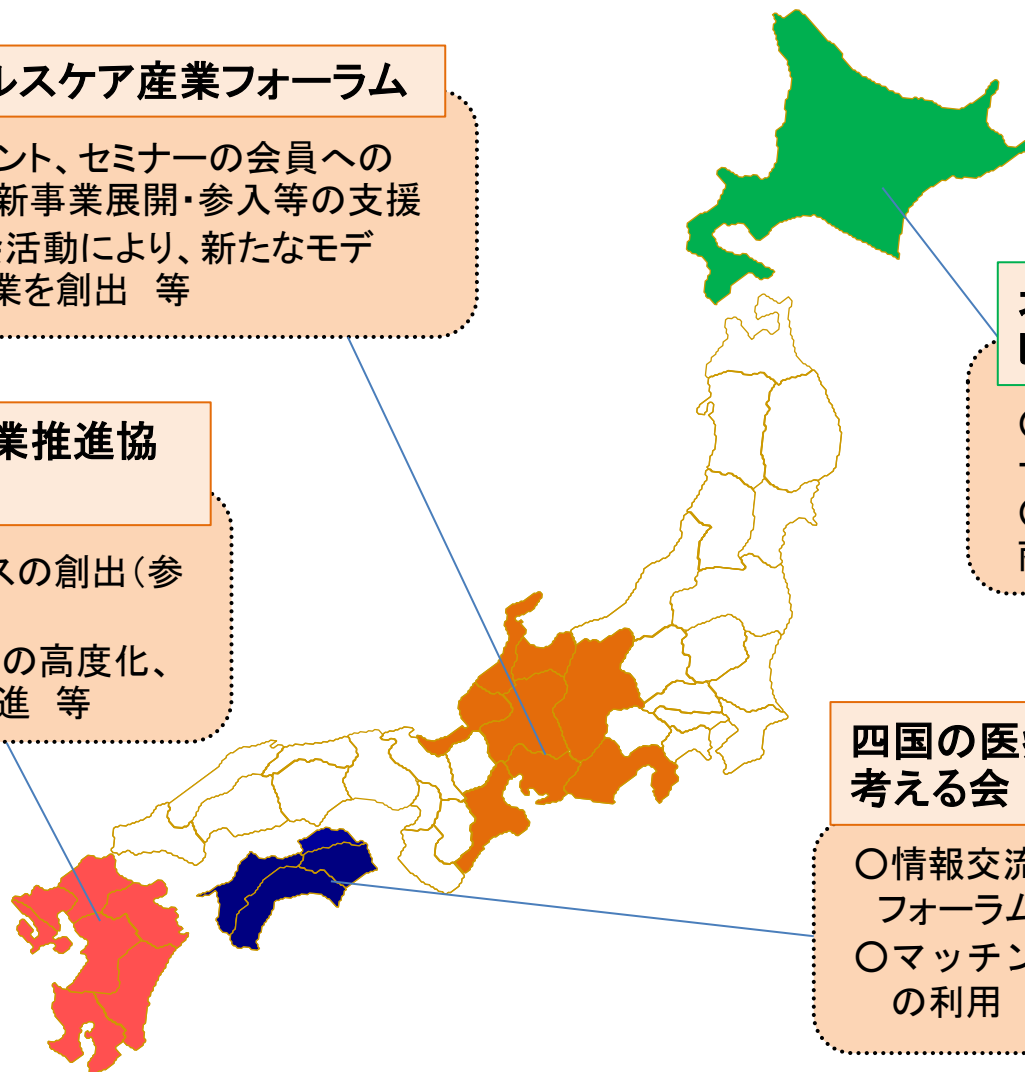 ルスケア産業フォーラム
ント、セミナーの会員への
新事業展開・参入等の支援
活動により、新たなモデ
業を創出　等
業推進協
スの創出（参
の高度化、
進　等
四国の医
考える会
〇情報交流
フォーラム
〇マッチン
の利用